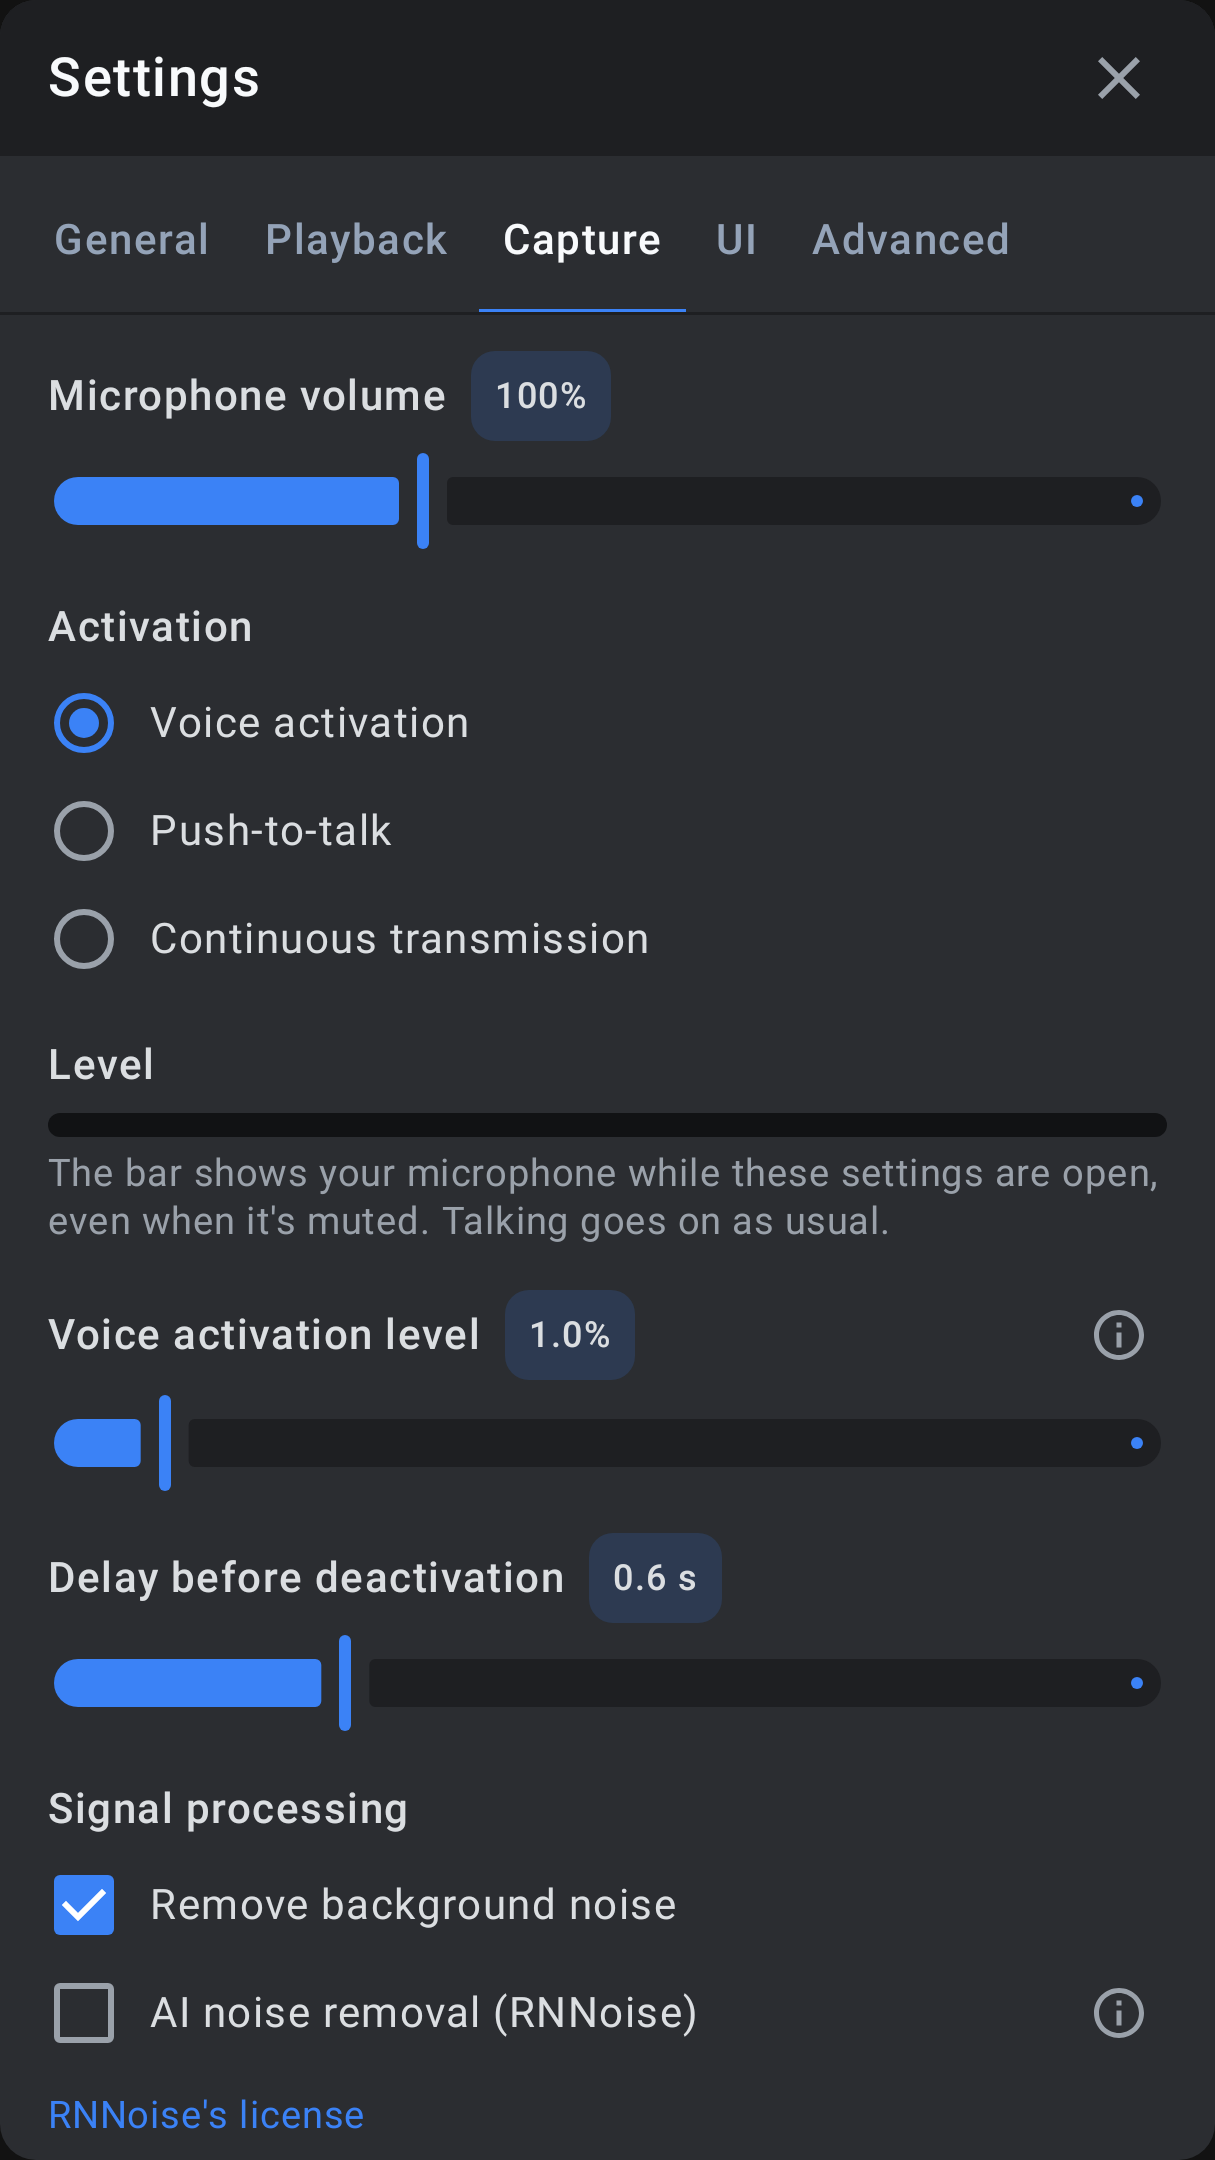 Settings
General Playback Capture UI Advanced
Microphone volume 100%
Activation
Voice activation
Push-to-talk
Continuous transmission
Level
The bar shows your microphone while these settings are open,
even when it's muted. Talking goes on as usual.
Voice activation level 1.0%
Delay before deactivation 0.6 s
Signal processing
Remove background noise
AI noise removal (RNNoise)
RNNoise's license